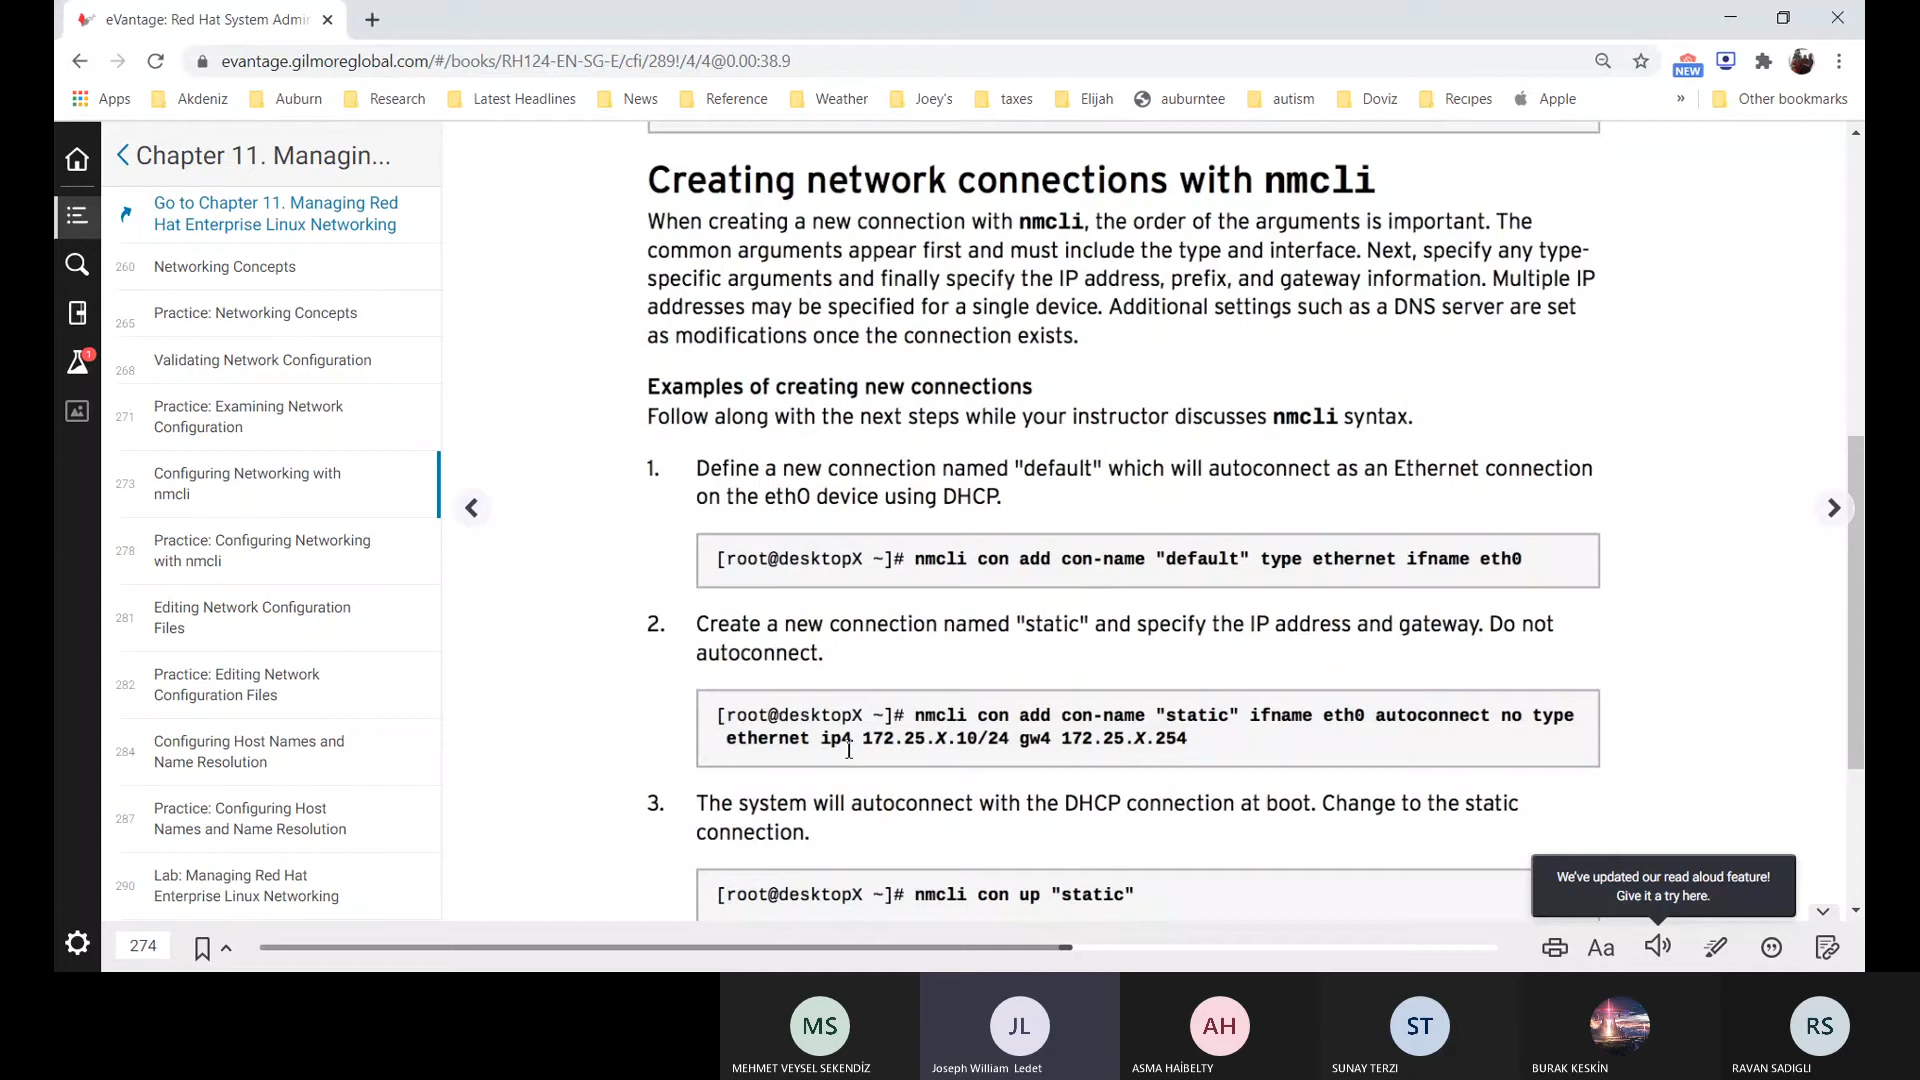 eVantage: Red Hat System Admi
evantage.gilmoreglobal.com/#/books/RH124-EN-SG-E/cfi/289!/4/4@0.00:38.9
NEW
Apps
Akdeniz
Auburn
Research
Latest Headlines
News
Reference
Weather
Joey's
taxes
Elijah
auburntee
autism
Doviz
Recipes
Apple
»
Other bookmarks
Chapter 11. Managin...
Go to Chapter 11. Managing Red
Hat Enterprise Linux Networking
260 Networking Concepts
265 Practice: Networking Concepts
268 Validating Network Configuration
271 Practice: Examining Network
Configuration
273 Configuring Networking with
nmcli
278 Practice: Configuring Networking
with nmcli
281 Editing Network Configuration
Files
282 Practice: Editing Network
Configuration Files
284 Configuring Host Names and
Name Resolution
287 Practice: Configuring Host
Names and Name Resolution
290 Lab: Managing Red Hat
Enterprise Linux Networking
1
Creating network connections with nmcli
When creating a new connection with nmcli, the order of the arguments is important. The
common arguments appear first and must include the type and interface. Next, specify any type-
specific arguments and finally specify the IP address, prefix, and gateway information. Multiple IP
addresses may be specified for a single device. Additional settings such as a DNS server are set
as modifications once the connection exists.
Examples of creating new connections
Follow along with the next steps while your instructor discusses nmcli syntax.
1. Define a new connection named "default" which will autoconnect as an Ethernet connection
on the eth0 device using DHCP.
[root@desktopX ~]# nmcli con add con-name "default" type ethernet ifname eth0
2. Create a new connection named "static" and specify the IP address and gateway. Do not
autoconnect.
[root@desktopX ~]# nmcli con add con-name "static" ifname eth0 autoconnect no type
ethernet ip4 172.25.X.10/24 gw4 172.25.X.254
3. The system will autoconnect with the DHCP connection at boot. Change to the static
connection.
[root@desktopX ~]# nmcli con up "static"
We've updated our read aloud feature!
Give it a try here.
274
Aa
MS
JL
AH
ST
RS
MEHMET VEYSEL SEKENDİZ
Joseph William Ledet
ASMA HAİBELTY
SUNAY TERZI
BURAK KESKİN
RAVAN SADIGLI